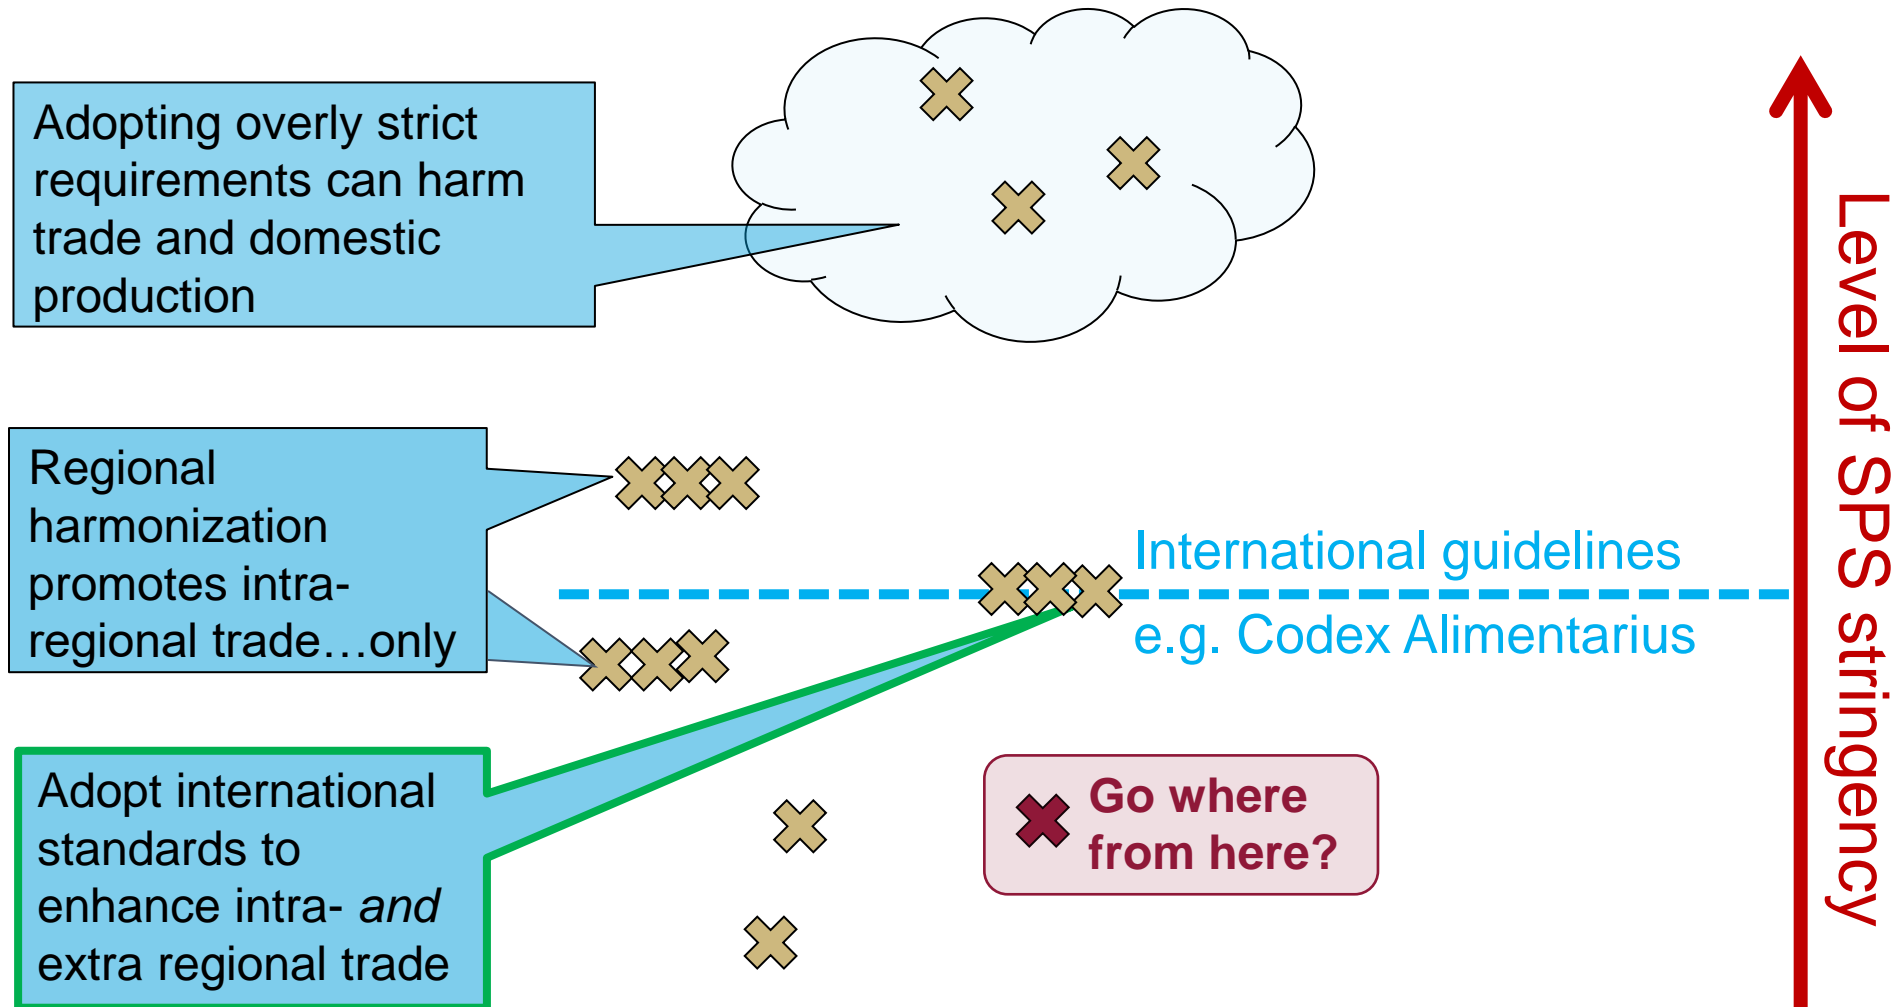 Adopting overly strict
requirements can harm
trade and domestic
production
Regional
harmonization
promotes intra-
regional trade…only
International guidelines
e.g. Codex Alimentarius
Adopt international
standards to
enhance intra- and
extra regional trade
Go where
from here?
Level of SPS stringency